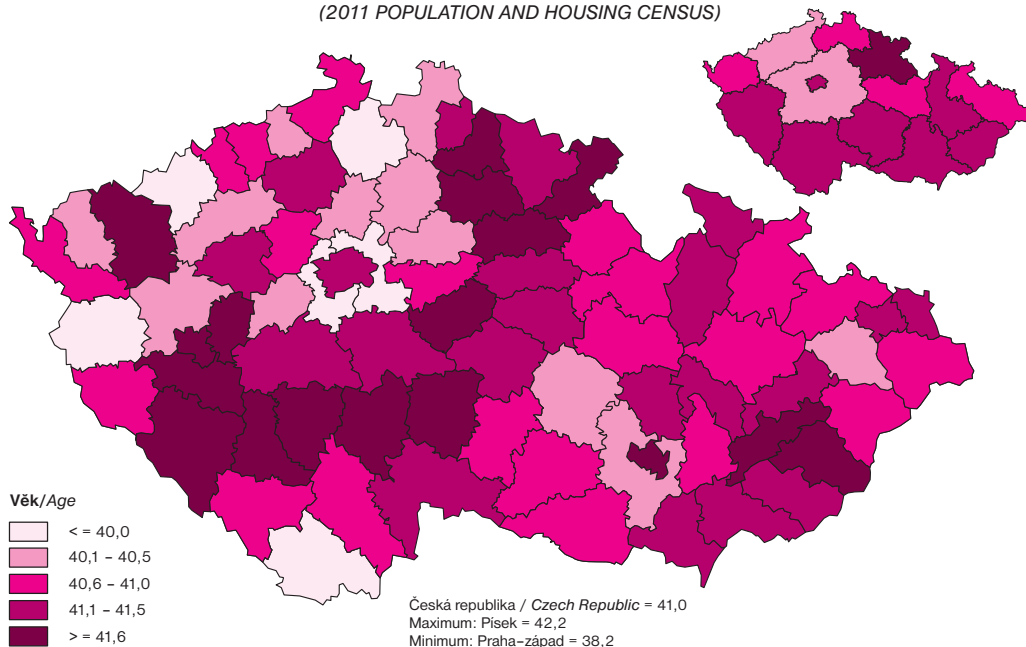 (2011 POPULATION AND HOUSING CENSUS)
Věk/Age
< = 40,0
40,1 – 40,5
40,6 – 41,0
41,1 – 41,5
> = 41,6
Česká republika / Czech Republic = 41,0
Maximum: Písek = 42,2
Minimum: Praha–západ = 38,2